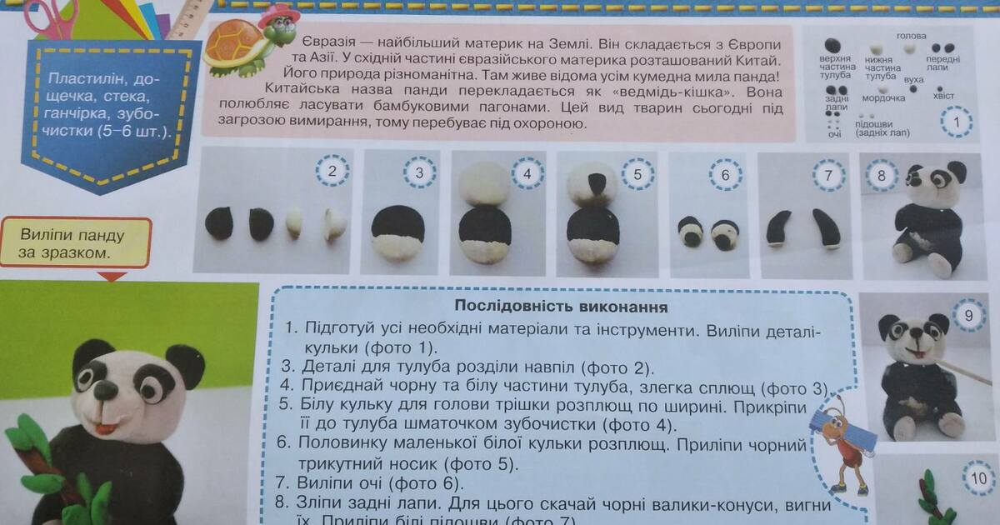 Пластилін, до-
щечка, стека,
ганчірка, зубо-
чистки (5–6 шт.).
Євразія — найбільший материк на Землі. Він складається з Європи
та Азії. У східній частині євразійського материка розташований Китай.
Його природа різноманітна. Там живе відома усім кумедна мила панда!
Китайська назва панди перекладається як «ведмідь-кішка». Вона
полюбляє ласувати бамбуковими пагонами. Цей вид тварин сьогодні під
загрозою вимирання, тому перебуває під охороною.
голова
верхня частина тулуба
нижня частина тулуба
передні лапи
вуха
задні лапи
мордочка
хвіст
очі
підошви (задніх лап)
1
2
3
4
5
6
7
8
Виліпи панду
за зразком.
Послідовність виконання
1. Підготуй усі необхідні матеріали та інструменти. Виліпи деталі-
кульки (фото 1).
3. Деталі для тулуба розділи навпіл (фото 2).
4. Приєднай чорну та білу частини тулуба, злегка сплющ (фото 3).
5. Білу кульку для голови трішки розплющ по ширині. Прикріпи
її до тулуба шматочком зубочистки (фото 4).
6. Половинку маленької білої кульки розплющ. Приліпи чорний
трикутний носик (фото 5).
7. Виліпи очі (фото 6).
8. Зліпи задні лапи. Для цього скачай чорні валики-конуси, вигни
їх. Приліпи білі підошви (фото 7).
9
10